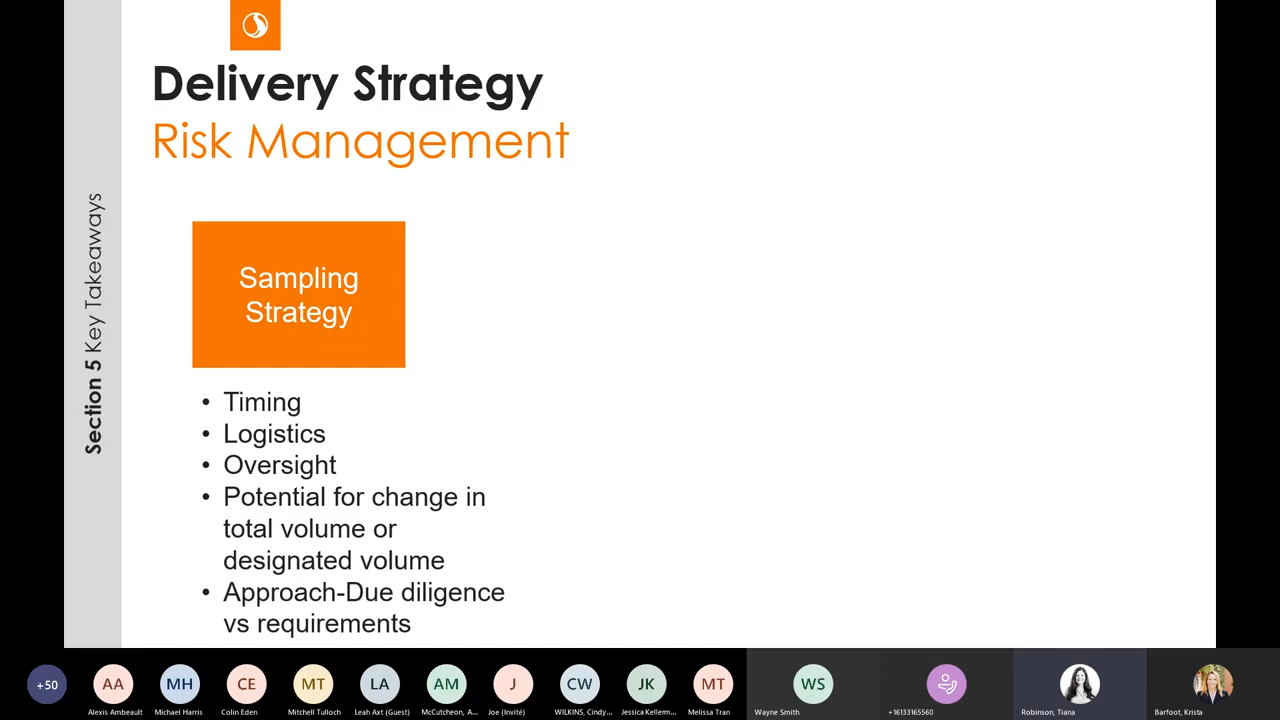 Delivery Strategy
Risk Management
Section 5 Key Takeaways
Sampling
Strategy
• Timing
• Logistics
• Oversight
• Potential for change in
total volume or
designated volume
• Approach-Due diligence
vs requirements
+50
AA
MH
CE
MT
LA
AM
J
CW
JK
MT
WS
Alexis Ambeault
Michael Harris
Colin Eden
Mitchell Tulloch
Leah Axt (Guest)
McCutcheon, A...
Joe (Invité)
WILKINS, Cindy...
Jessica Kellem...
Melissa Tran
Wayne Smith
+16133165560
Robinson, Tiana
Barfoot, Krista